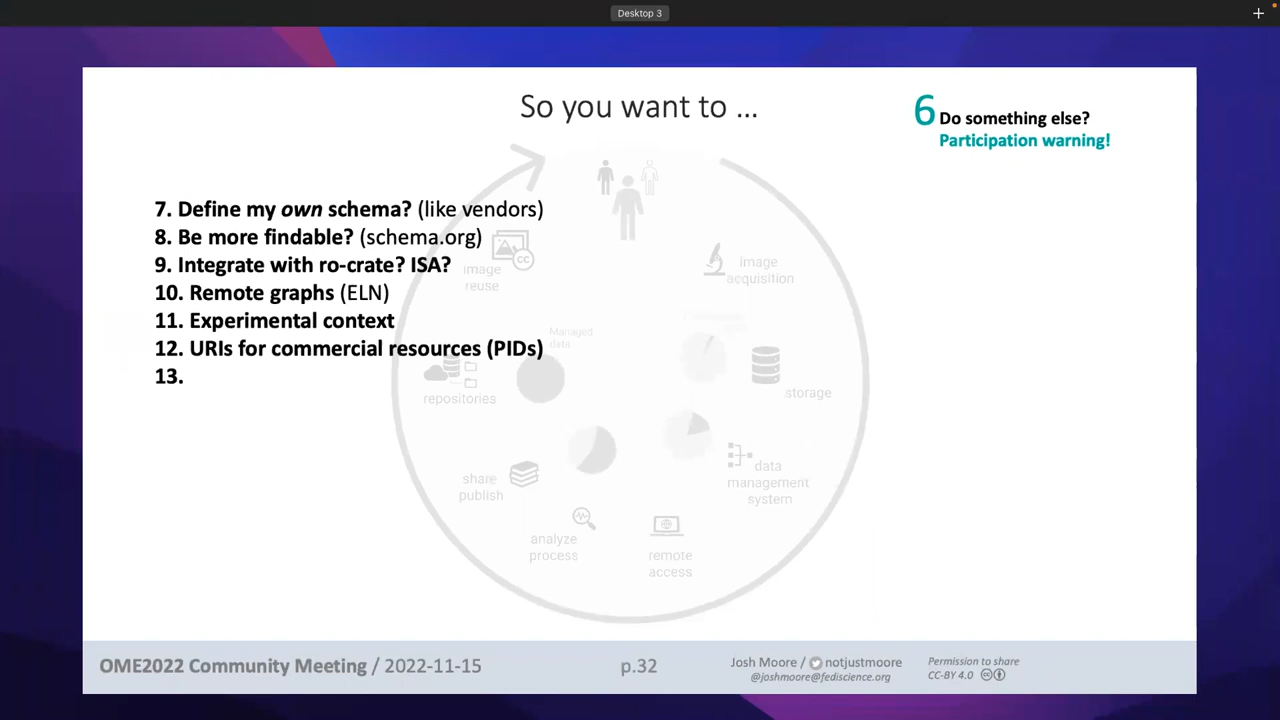 Desktop 3
So you want to ...
6 Do something else?
Participation warning!
7. Define my own schema? (like vendors)
8. Be more findable? (schema.org)
9. Integrate with ro-crate? ISA?
10. Remote graphs (ELN)
11. Experimental context
12. URIs for commercial resources (PIDs)
13.
image
reuse
image
acquisition
Managed
data
repositories
storage
share
publish
data
management
system
analyze
process
remote
access
OME2022 Community Meeting / 2022-11-15
p.32
Josh Moore / notjustmoore
@joshmoore@fediscience.org
Permission to share
CC-BY 4.0